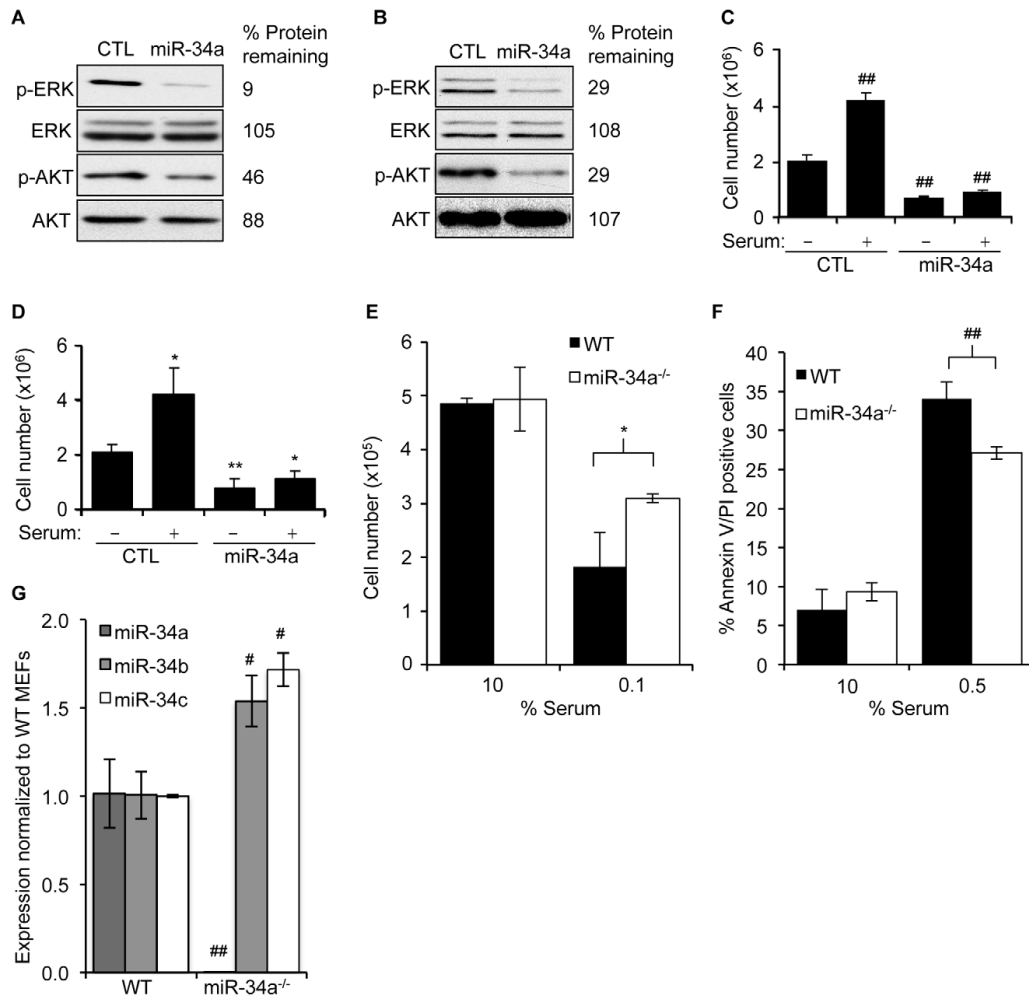 A
CTL miR-34a
% Protein
remaining
p-ERK 9
ERK 105
p-AKT 46
AKT 88
B
CTL miR-34a
% Protein
remaining
p-ERK 29
ERK 108
p-AKT 29
AKT 107
C
Cell number (x10⁶)
6
4
2
0
##
##
##
Serum: – + – +
CTL miR-34a
D
Cell number (x10⁶)
6
4
2
0
*
**
*
Serum: – + – +
CTL miR-34a
E
WT
miR-34a⁻/⁻
Cell number (x10⁵)
6
5
4
3
2
1
0
*
10 0.1
% Serum
F
##
WT
miR-34a⁻/⁻
% Annexin V/PI positive cells
40
35
30
25
20
15
10
5
0
10 0.5
% Serum
G
miR-34a
miR-34b
miR-34c
Expression normalized to WT MEFs
2.0
1.5
1.0
0.5
0.0
#
#
##
WT miR-34a⁻/⁻